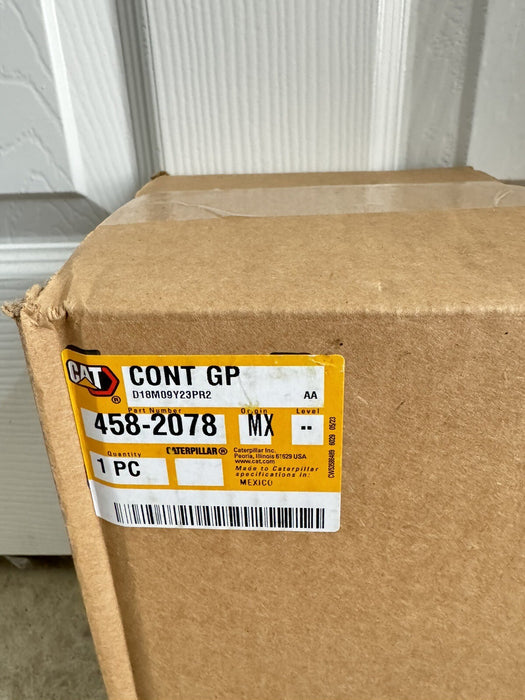 CAT ® CONT GP
D18M09Y23PR2 AA
Part Number Origin Level
458-2078 MX --
Quantity CATERPILLAR®
1 PC
Caterpillar Inc.
Peoria, Illinois 61629 USA
www.cat.com
Made to Caterpillar
specifications in:
MEXICO